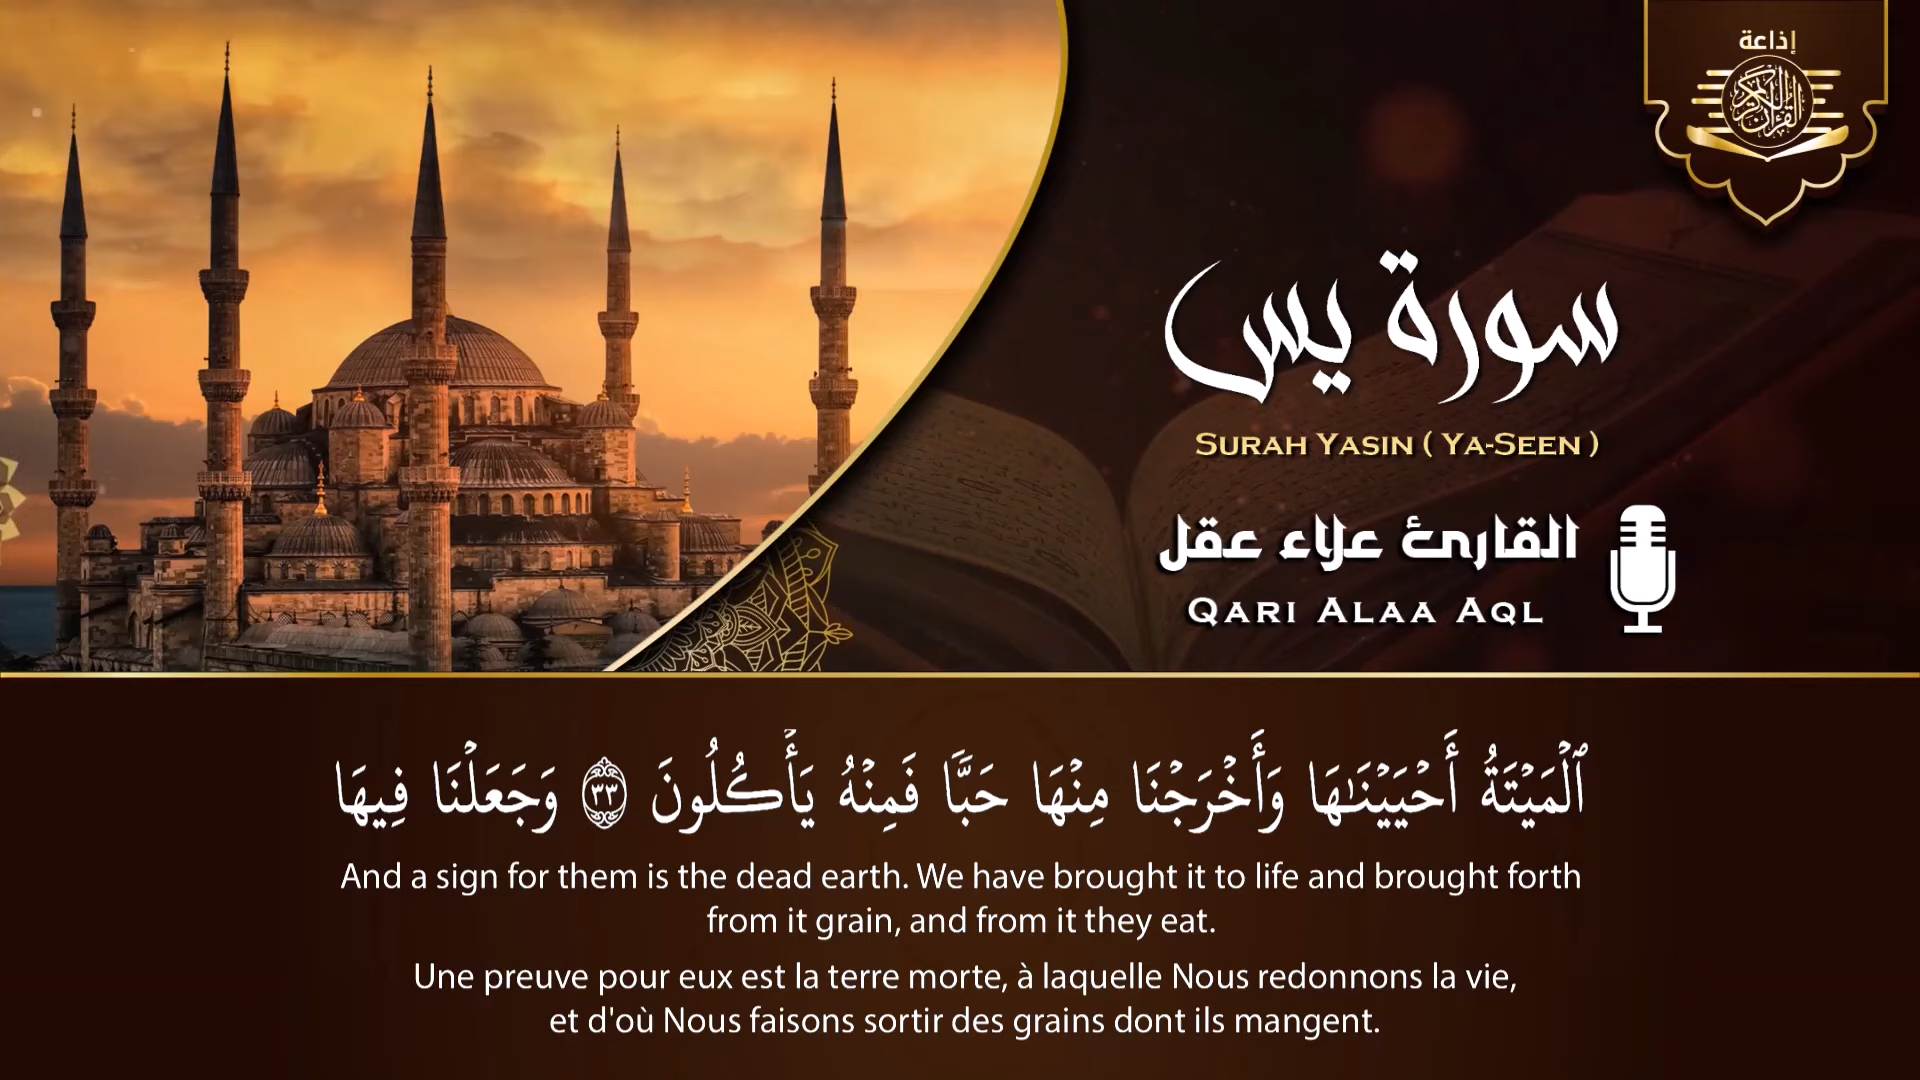 إذاعة
القرآن الكريم
سورة يس
SURAH YASIN ( YA-SEEN )
القارئ علاء عقل
QARI ALAA AQL
ٱلْمَيْتَةُ أَحْيَيْنَـٰهَا وَأَخْرَجْنَا مِنْهَا حَبًّا فَمِنْهُ يَأْكُلُونَ ٣٣ وَجَعَلْنَا فِيهَا
And a sign for them is the dead earth. We have brought it to life and brought forth
from it grain, and from it they eat.
Une preuve pour eux est la terre morte, à laquelle Nous redonnons la vie,
et d'où Nous faisons sortir des grains dont ils mangent.